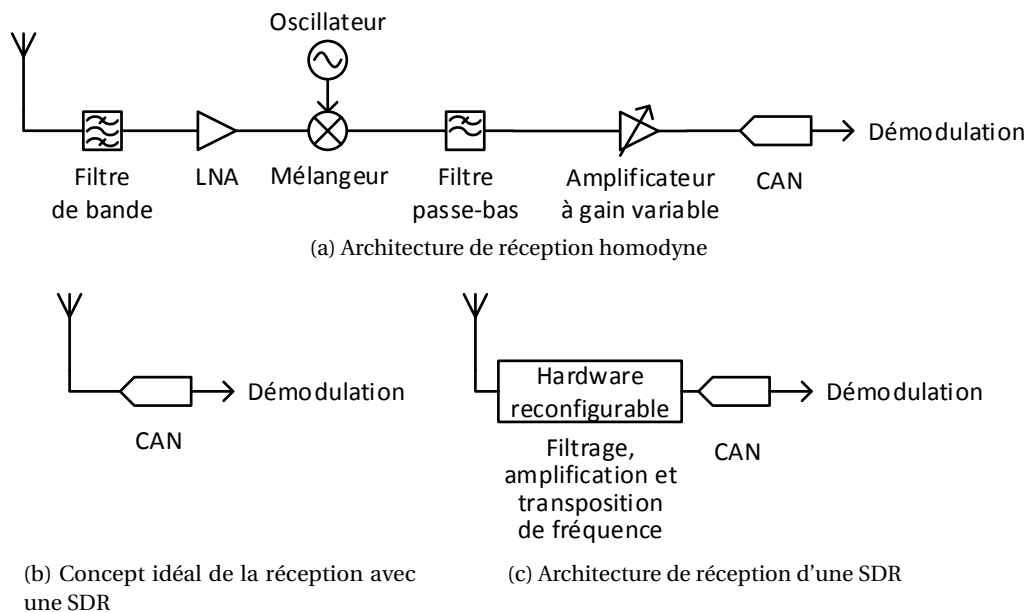 Oscillateur
Démodulation
Filtre
de bande
LNA
Mélangeur
Filtre
passe-bas
Amplificateur
à gain variable
CAN
(a) Architecture de réception homodyne
Démodulation
CAN
Hardware
reconfigurable
Démodulation
CAN
Filtrage,
amplification et
transposition
de fréquence
(b) Concept idéal de la réception avec
une SDR
(c) Architecture de réception d'une SDR